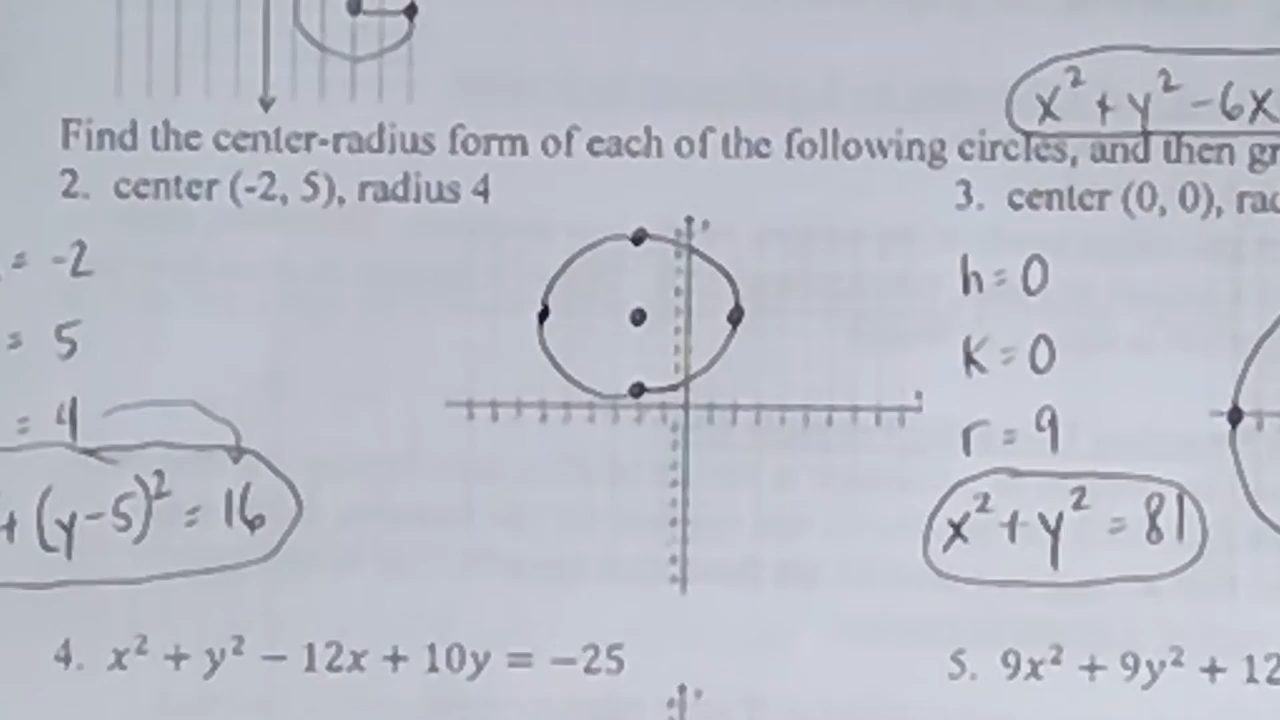 x² + y² - 6x
Find the center-radius form of each of the following circles, and then gr
2. center (-2, 5), radius 4
= -2
= 5
= 4
+ (y-5)² = 16
3. center (0, 0), rad
h = 0
K = 0
r = 9
x² + y² = 81
4. x² + y² − 12x + 10y = −25
5. 9x² + 9y² + 12